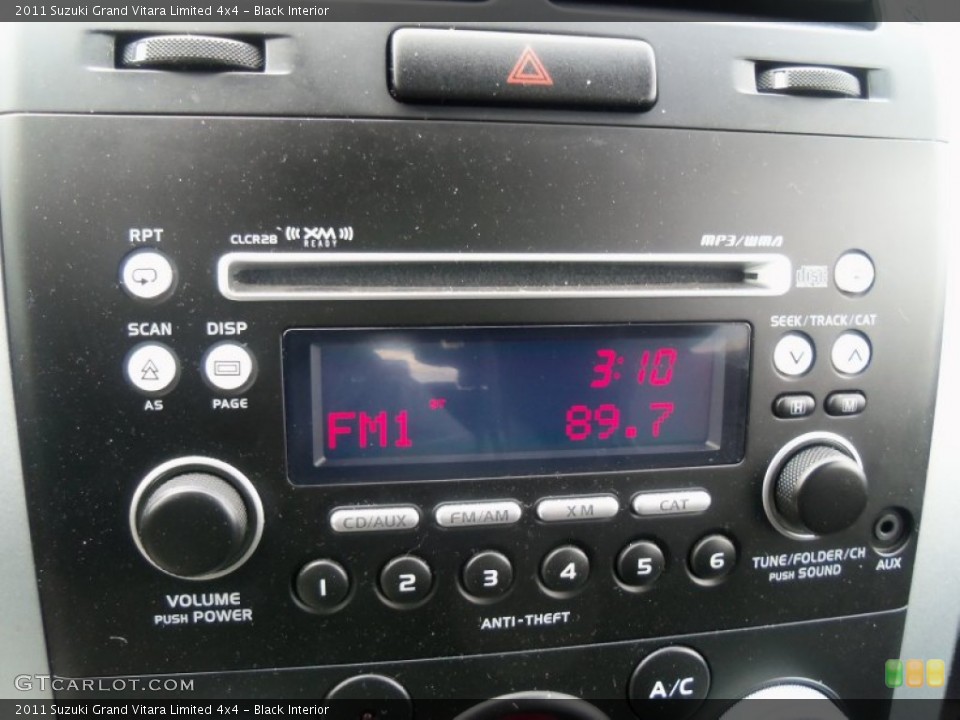 2011 Suzuki Grand Vitara Limited 4x4 - Black Interior
RPT
CLCR28 XM READY
MP3/WMA
disc
SCAN
DISP
SEEK/TRACK/CAT
AS
PAGE
3:10
FM1 ST 89.7
H M
CD/AUX FM/AM XM CAT
1 2 3 4 5 6
VOLUME
PUSH POWER
TUNE/FOLDER/CH
PUSH SOUND
AUX
ANTI-THEFT
A/C
GTCARLOT.COM
2011 Suzuki Grand Vitara Limited 4x4 - Black Interior